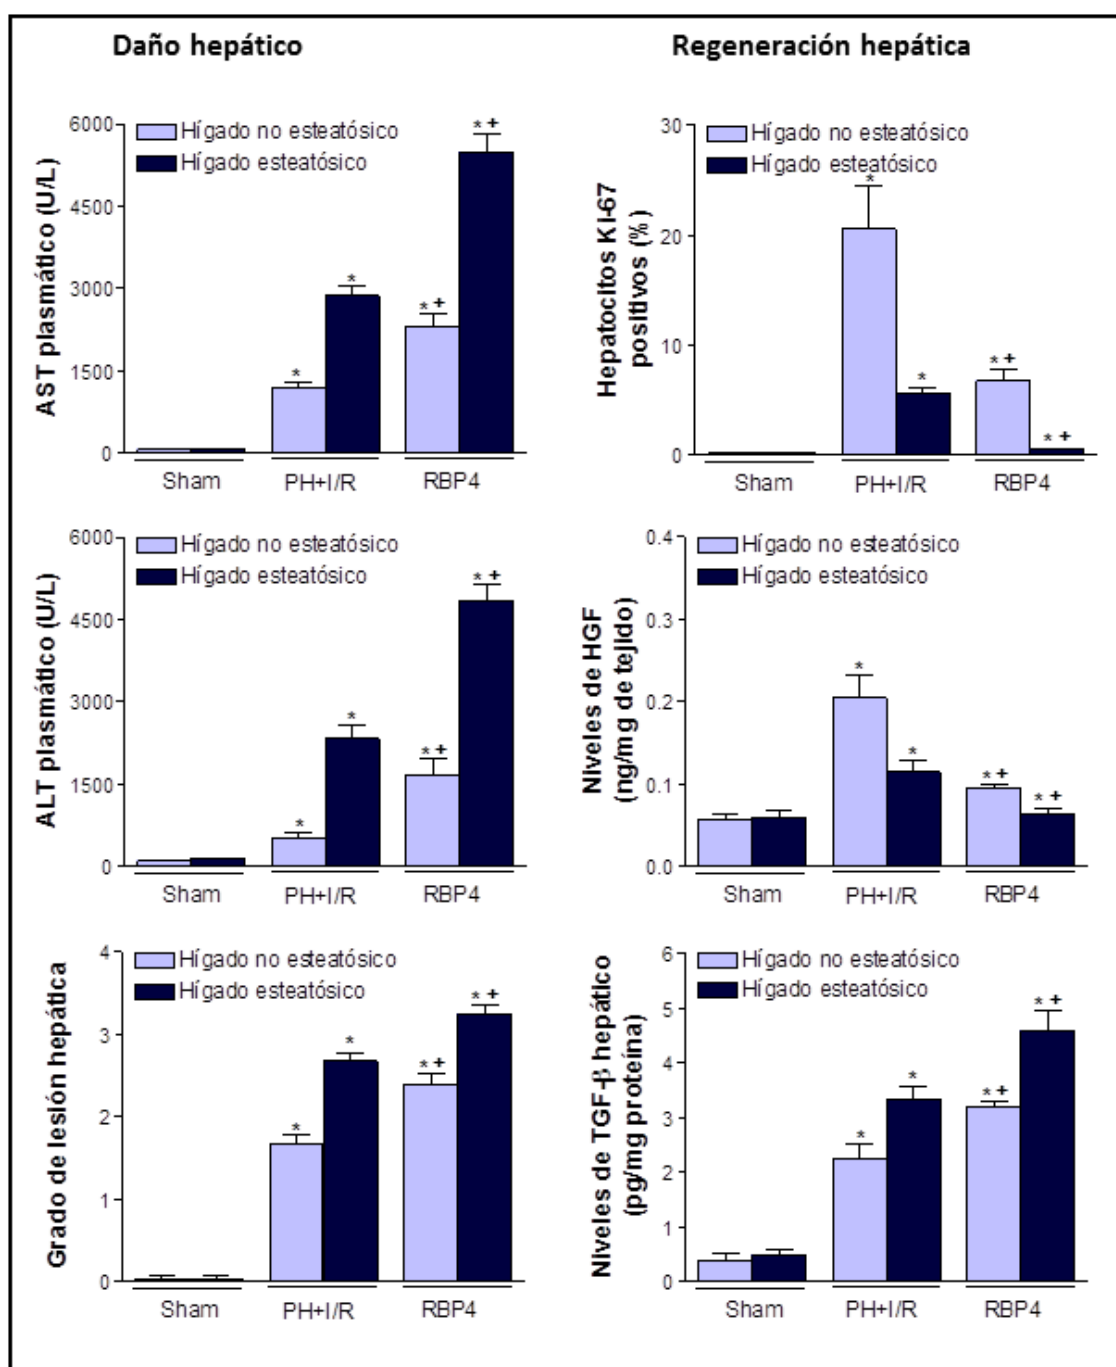 Daño hepático
Regeneración hepática
AST plasmático (U/L)
6000
4500
3000
1500
0
Hígado no esteatósico
Hígado esteatósico
*
*
* +
* +
Sham
PH+I/R
RBP4
Hepatocitos KI-67
positivos (%)
30
20
10
0
Hígado no esteatósico
Hígado esteatósico
*
*
* +
* +
Sham
PH+I/R
RBP4
ALT plasmático (U/L)
6000
4500
3000
1500
0
Hígado no esteatósico
Hígado esteatósico
*
*
* +
* +
Sham
PH+I/R
RBP4
Niveles de HGF
(ng/mg de tejido)
0.4
0.3
0.2
0.1
0.0
Hígado no esteatósico
Hígado esteatósico
*
*
* +
* +
Sham
PH+I/R
RBP4
Grado de lesión hepática
4
3
2
1
0
Hígado no esteatósico
Hígado esteatósico
*
*
* +
* +
Sham
PH+I/R
RBP4
Niveles de TGF-β hepático
(pg/mg proteína)
6
5
4
3
2
1
0
Hígado no esteatósico
Hígado esteatósico
*
*
* +
* +
Sham
PH+I/R
RBP4